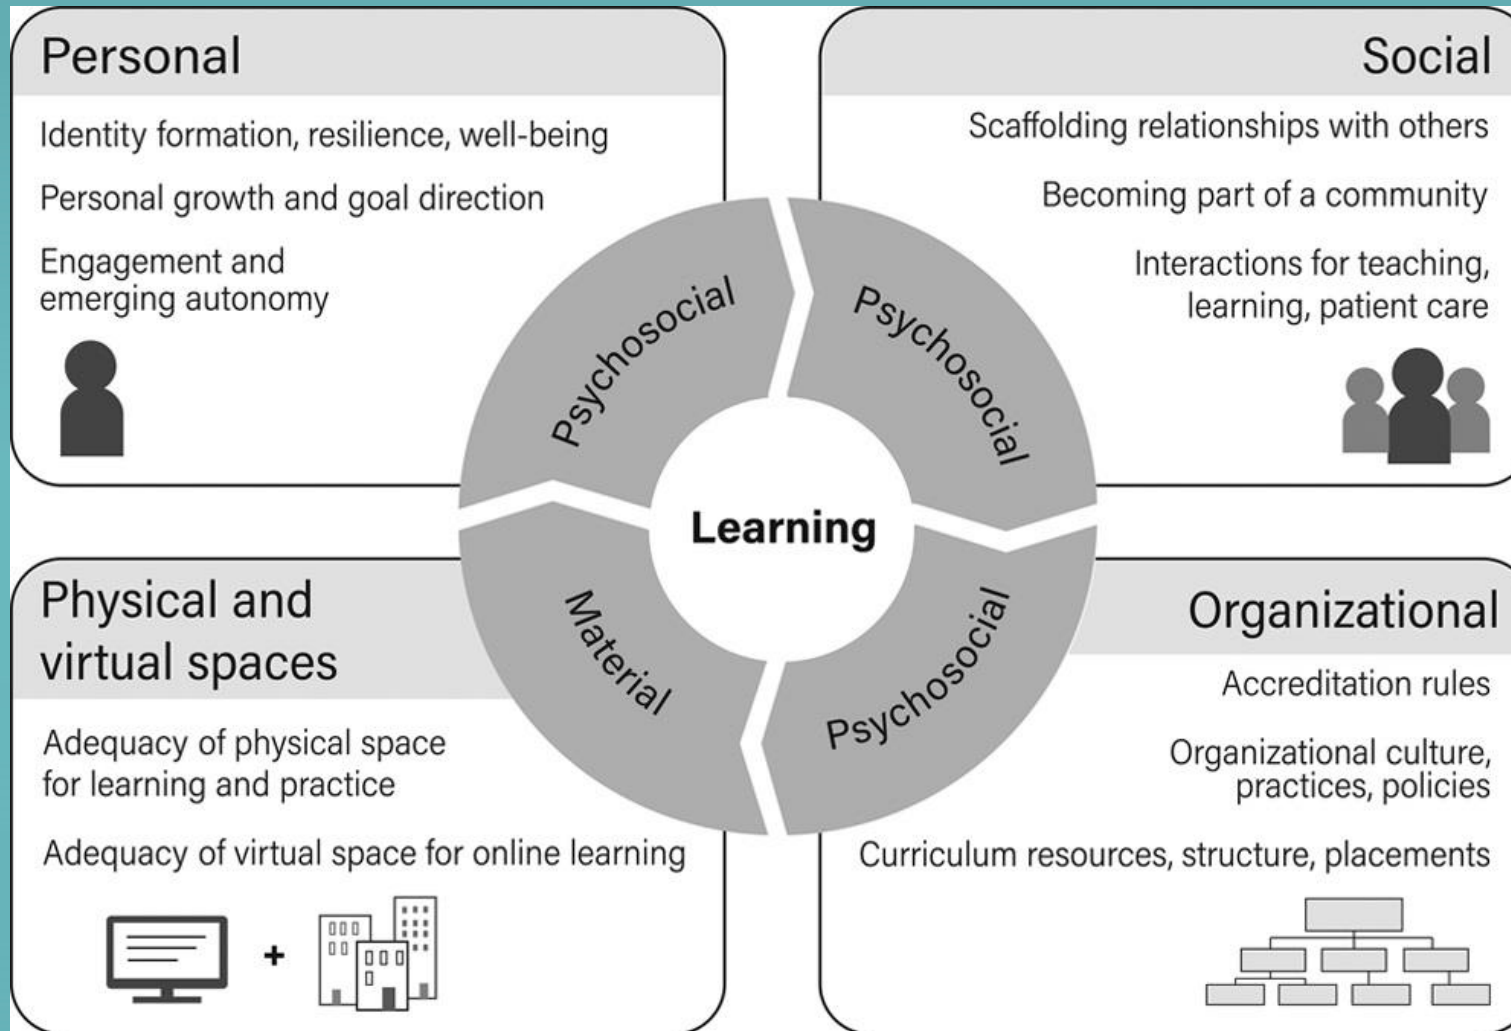 Personal
Identity formation, resilience, well-being
Personal growth and goal direction
Engagement and
emerging autonomy
Social
Scaffolding relationships with others
Becoming part of a community
Interactions for teaching,
learning, patient care
Psychosocial
Psychosocial
Learning
Material
Psychosocial
Physical and
virtual spaces
Adequacy of physical space
for learning and practice
Adequacy of virtual space for online learning
+
Organizational
Accreditation rules
Organizational culture,
practices, policies
Curriculum resources, structure, placements